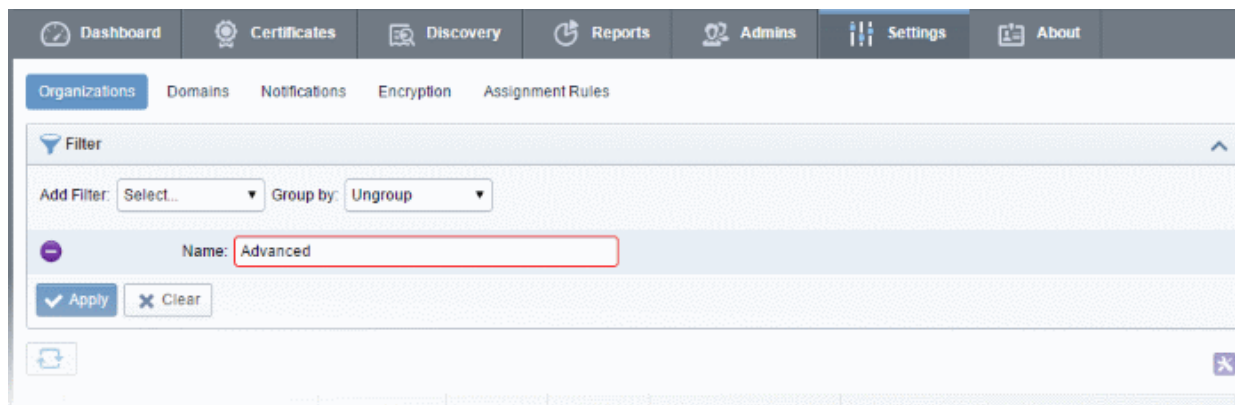 Dashboard Certificates Discovery Reports Admins Settings About
Organizations Domains Notifications Encryption Assignment Rules
Filter
Add Filter: Select... Group by: Ungroup
Name: Advanced
Apply Clear